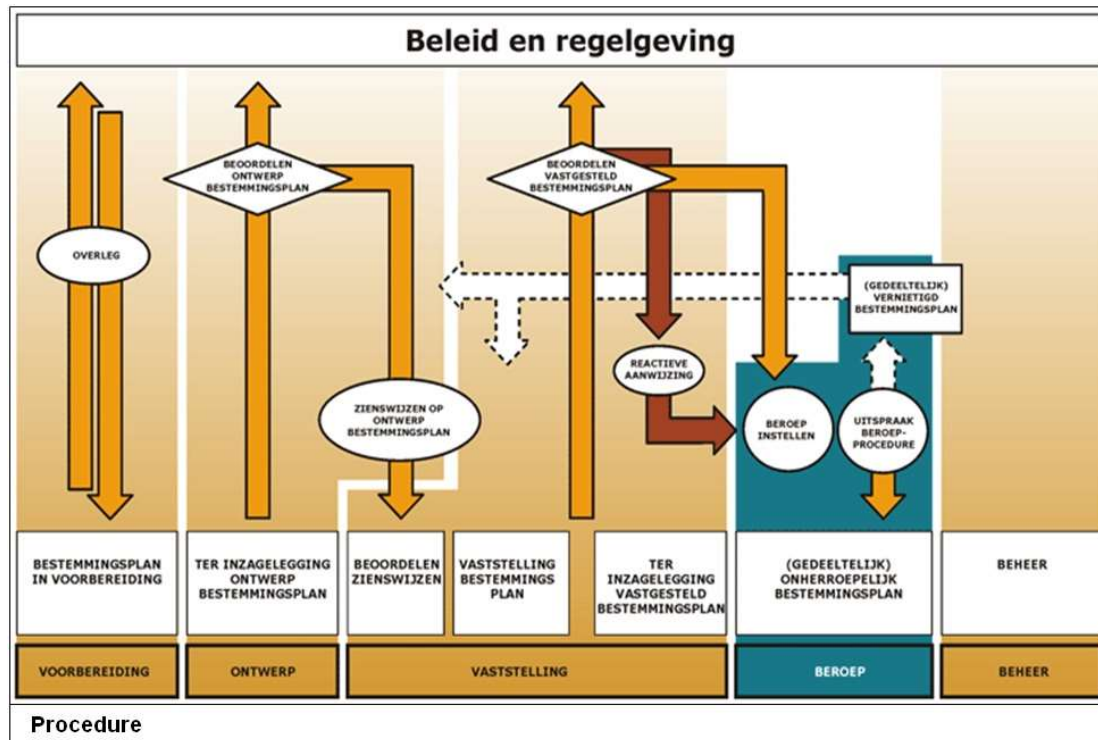 Beleid en regelgeving
BEOORDELEN
ONTWERP
BESTEMMINGSPLAN
BEOORDELEN
VASTGESTELD
BESTEMMINGSPLAN
OVERLEG
(GEDEELTELIJK)
VERNIETIGD
BESTEMMINGSPLAN
REACTIEVE
AANWIJZING
ZIENSWIJZEN OP
ONTWERP
BESTEMMINGSPLAN
BEROEP
INSTELLEN
UITSPRAAK
BEROEP-
PROCEDURE
BESTEMMINGSPLAN
IN VOORBEREIDING
TER INZAGELEGGING
ONTWERP
BESTEMMINGSPLAN
BEOORDELEN
ZIENSWIJZEN
VASTSTELLING
BESTEMMINGS
PLAN
TER
INZAGELEGGING
VASTGESTELD
BESTEMMINGSPLAN
(GEDEELTELIJK)
ONHERROEPELIJK
BESTEMMINGSPLAN
BEHEER
VOORBEREIDING
ONTWERP
VASTSTELLING
BEROEP
BEHEER
Procedure